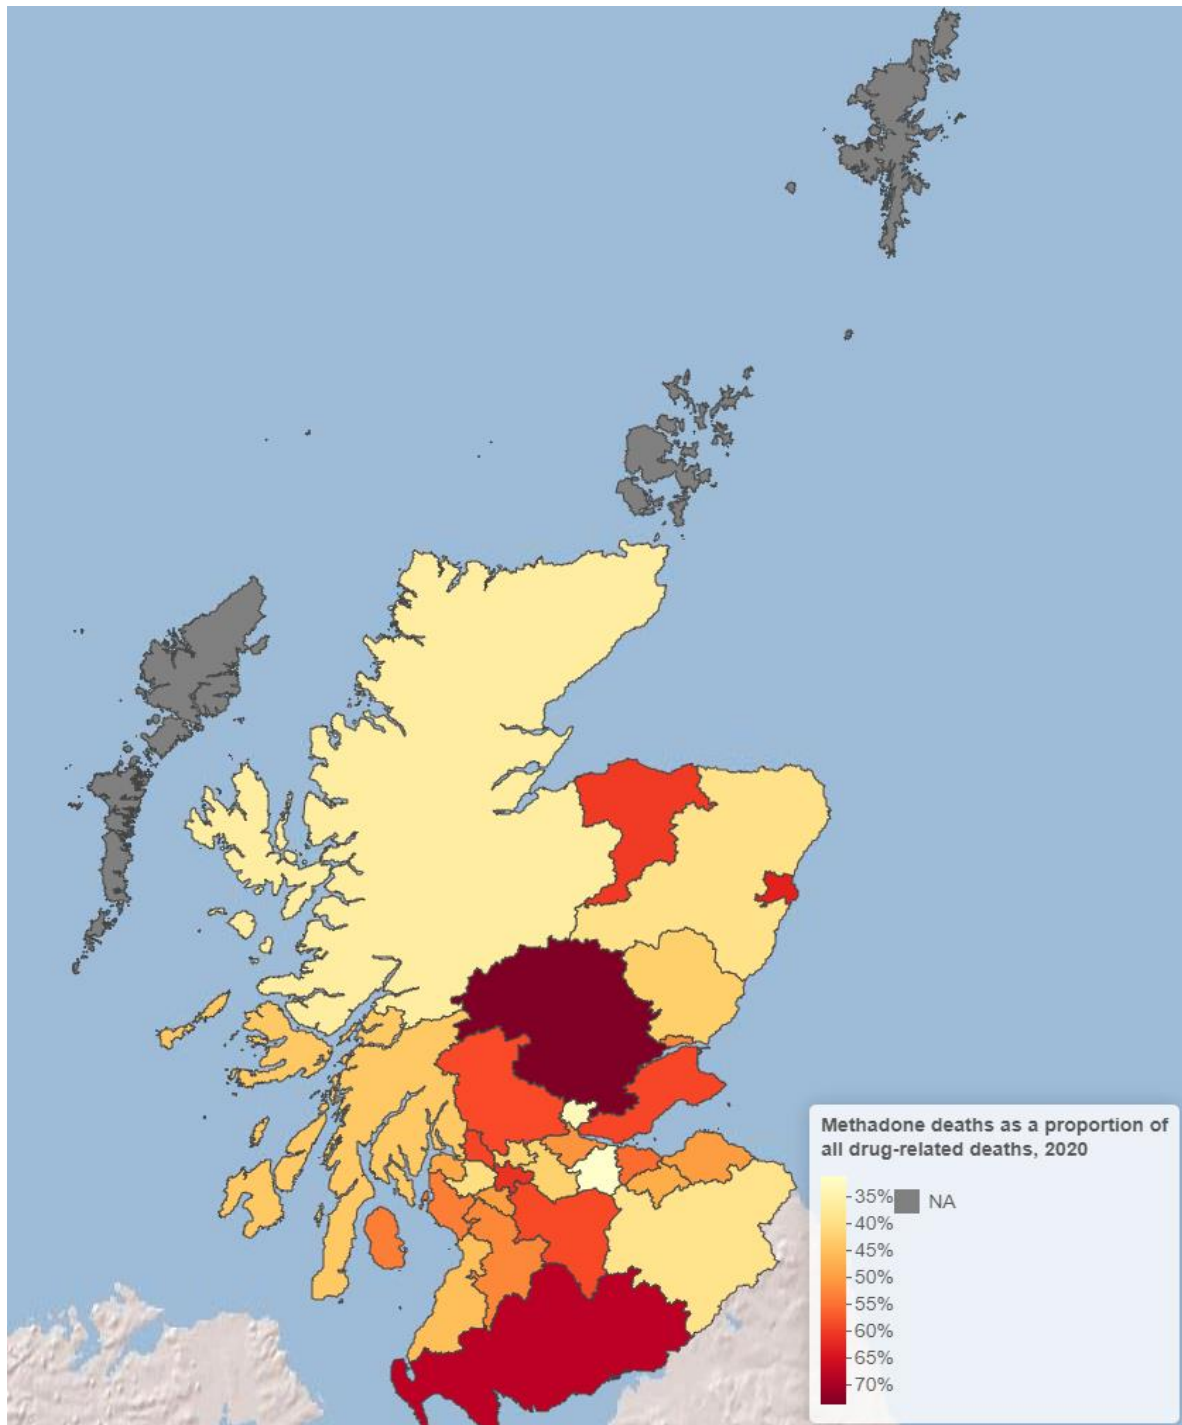 Methadone deaths as a proportion of
all drug-related deaths, 2020
35%
NA
40%
45%
50%
55%
60%
65%
70%